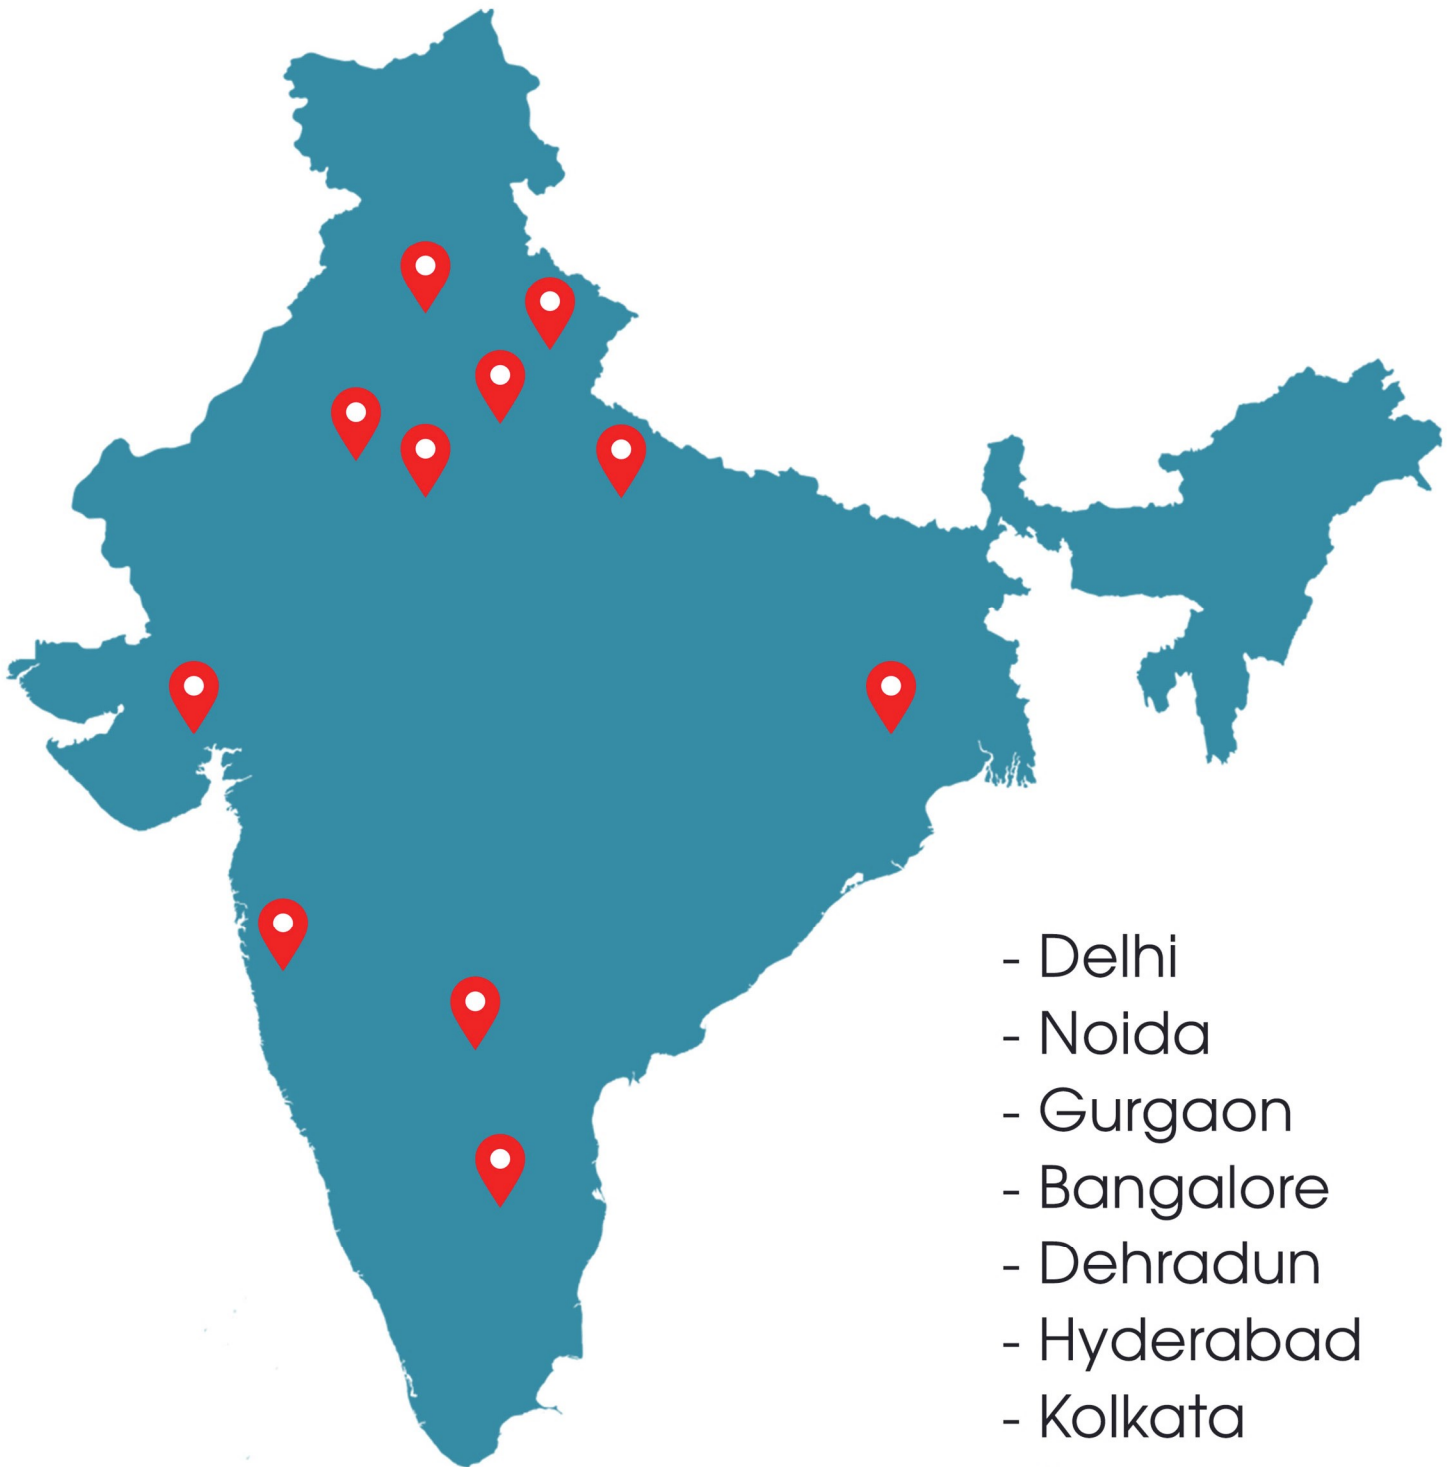 - Delhi
- Noida
- Gurgaon
- Bangalore
- Dehradun
- Hyderabad
- Kolkata